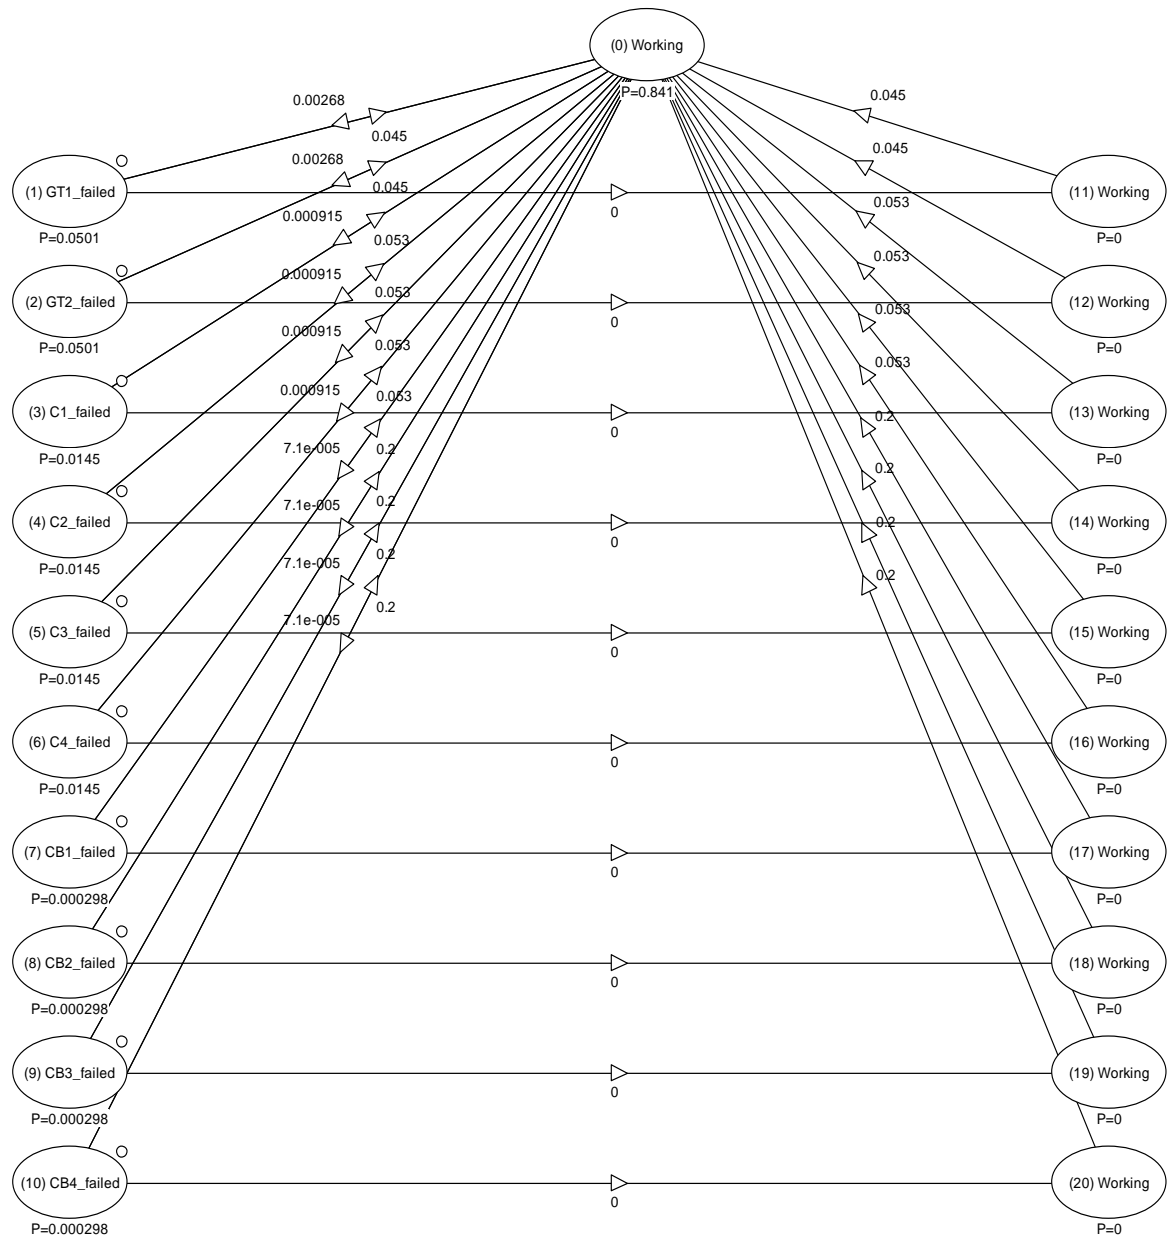 (0) Working
P=0.841
0.00268
0.045
0.045
0.00268
0.045
0.045
(1) GT1_failed
P=0.0501
0
(11) Working
P=0
0.000915
0.053
0.053
0.000915
0.053
0.053
(2) GT2_failed
P=0.0501
0
(12) Working
P=0
0.000915
0.053
0.053
0.000915
0.053
0.053
(3) C1_failed
P=0.0145
0
(13) Working
P=0
7.1e-005
0.2
0.2
7.1e-005
0.2
0.2
(4) C2_failed
P=0.0145
0
(14) Working
P=0
7.1e-005
0.2
0.2
7.1e-005
0.2
0.2
(5) C3_failed
P=0.0145
0
(15) Working
P=0
(6) C4_failed
P=0.0145
0
(16) Working
P=0
(7) CB1_failed
P=0.000298
0
(17) Working
P=0
(8) CB2_failed
P=0.000298
0
(18) Working
P=0
(9) CB3_failed
P=0.000298
0
(19) Working
P=0
(10) CB4_failed
P=0.000298
0
(20) Working
P=0